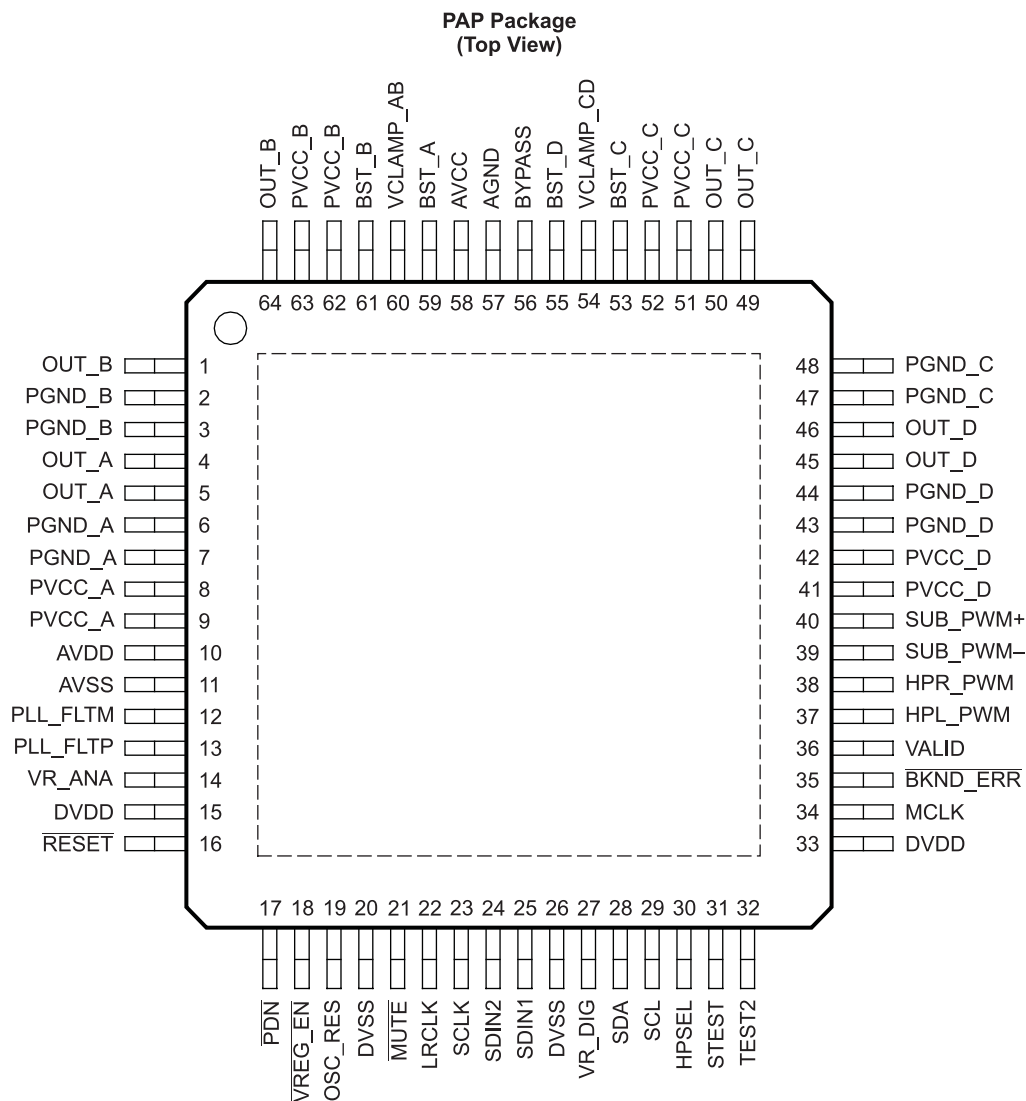 PAP Package
(Top View)
OUT_B
PVCC_B
PVCC_B
BST_B
VCLAMP_AB
BST_A
AVCC
AGND
BYPASS
BST_D
VCLAMP_CD
BST_C
PVCC_C
PVCC_C
OUT_C
OUT_C
64 63 62 61 60 59 58 57 56 55 54 53 52 51 50 49
OUT_B 1 48 PGND_C
PGND_B 2 47 PGND_C
PGND_B 3 46 OUT_D
OUT_A 4 45 OUT_D
OUT_A 5 44 PGND_D
PGND_A 6 43 PGND_D
PGND_A 7 42 PVCC_D
PVCC_A 8 41 PVCC_D
PVCC_A 9 40 SUB_PWM+
AVDD 10 39 SUB_PWM–
AVSS 11 38 HPR_PWM
PLL_FLTM 12 37 HPL_PWM
PLL_FLTP 13 36 VALID
VR_ANA 14 35 BKND_ERR
DVDD 15 34 MCLK
RESET 16 33 DVDD
17 18 19 20 21 22 23 24 25 26 27 28 29 30 31 32
PDN
VREG_EN
OSC_RES
DVSS
MUTE
LRCLK
SCLK
SDIN2
SDIN1
DVSS
VR_DIG
SDA
SCL
HPSEL
STEST
TEST2